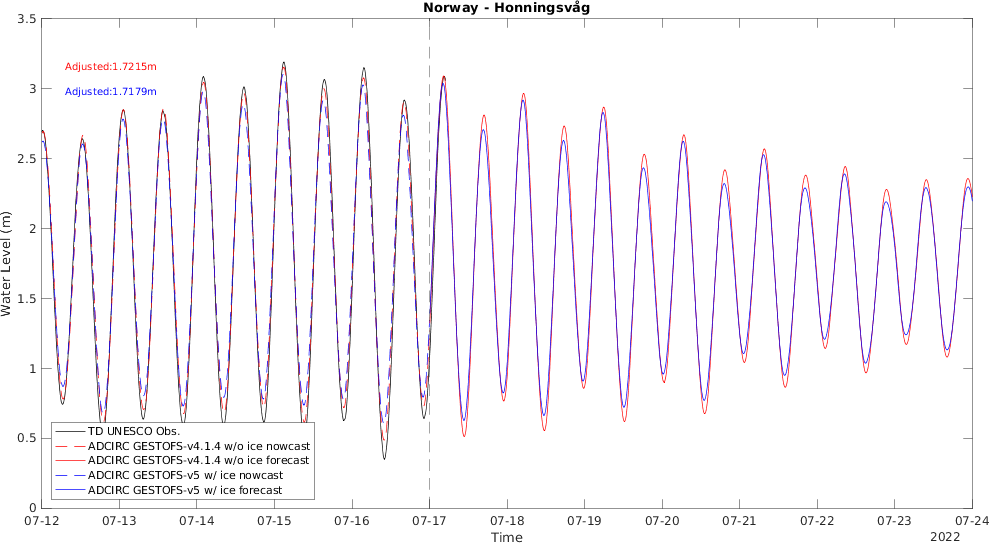 Norway - Honningsvåg
3.5
3
2.5
2
1.5
1
0.5
0
Water Level (m)
Adjusted:1.7215m
Adjusted:1.7179m
TD UNESCO Obs.
ADCIRC GESTOFS-v4.1.4 w/o ice nowcast
ADCIRC GESTOFS-v4.1.4 w/o ice forecast
ADCIRC GESTOFS-v5 w/ ice nowcast
ADCIRC GESTOFS-v5 w/ ice forecast
07-12 07-13 07-14 07-15 07-16 07-17 07-18 07-19 07-20 07-21 07-22 07-23 07-24
Time
2022